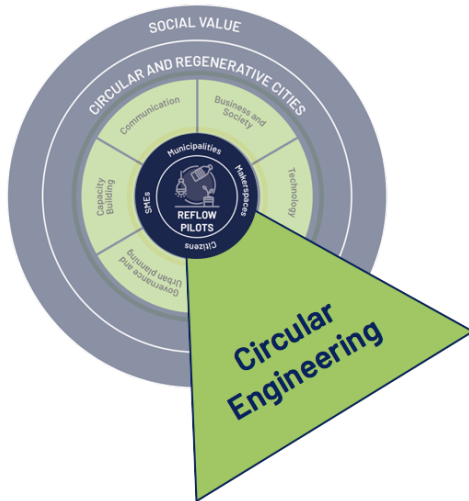 SOCIAL VALUE
CIRCULAR AND REGENERATIVE CITIES
Communication
Business and
Society
Capacity
Building
Technology
Governance and
Urban planning
Municipalities
SMEs
Makerspaces
REFLOW
PILOTS
Citizens
Circular
Engineering